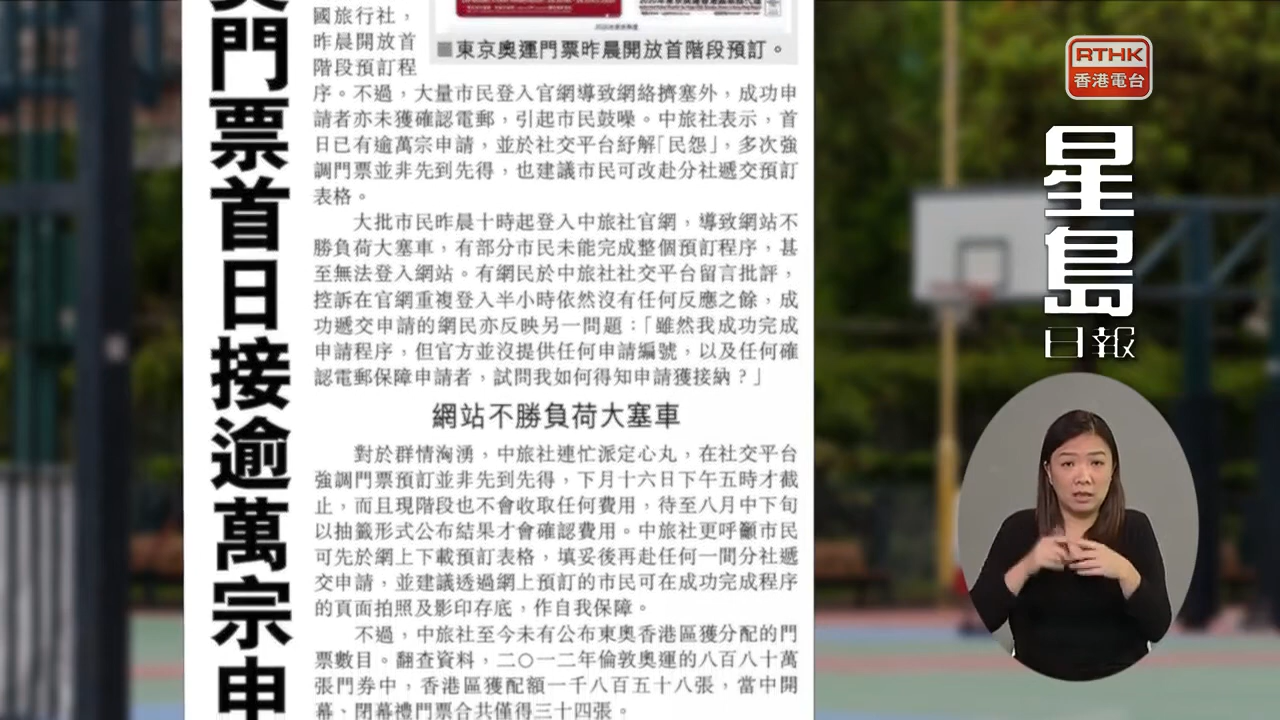 奧門票首日接逾萬宗申
國旅行社，
昨晨開放首
階段預訂程
■東京奧運門票昨晨開放首階段預訂。
序。不過，大量市民登入官網導致網絡擠塞外，成功申
請者亦未獲確認電郵，引起市民鼓噪。中旅社表示，首
日已有逾萬宗申請，並於社交平台紓解「民怨」，多次強
調門票並非先到先得，也建議市民可改赴分社遞交預訂
表格。
大批市民昨晨十時起登入中旅社官網，導致網站不
勝負荷大塞車，有部分市民未能完成整個預訂程序，甚
至無法登入網站。有網民於中旅社社交平台留言批評，
控訴在官網重複登入半小時依然沒有任何反應之餘，成
功遞交申請的網民亦反映另一問題：「雖然我成功完成
申請程序，但官方並沒提供任何申請編號，以及任何確
認電郵保障申請者，試問我如何得知申請獲接納？」
網站不勝負荷大塞車
對於群情洶湧，中旅社連忙派定心丸，在社交平台
強調門票預訂並非先到先得，下月十六日下午五時才截
止，而且現階段也不會收取任何費用，待至八月中下旬
以抽籤形式公布結果才會確認費用。中旅社更呼籲市民
可先於網上下載預訂表格，填妥後再赴任何一間分社遞
交申請，並建議透過網上預訂的市民可在成功完成程序
的頁面拍照及影印存底，作自我保障。
不過，中旅社至今未有公布東奧香港區獲分配的門
票數目。翻查資料，二○一二年倫敦奧運的八百八十萬
張門券中，香港區獲配額一千八百五十八張，當中開
幕、閉幕禮門票合共僅得三十四張。
RTHK
香港電台
星島
日報